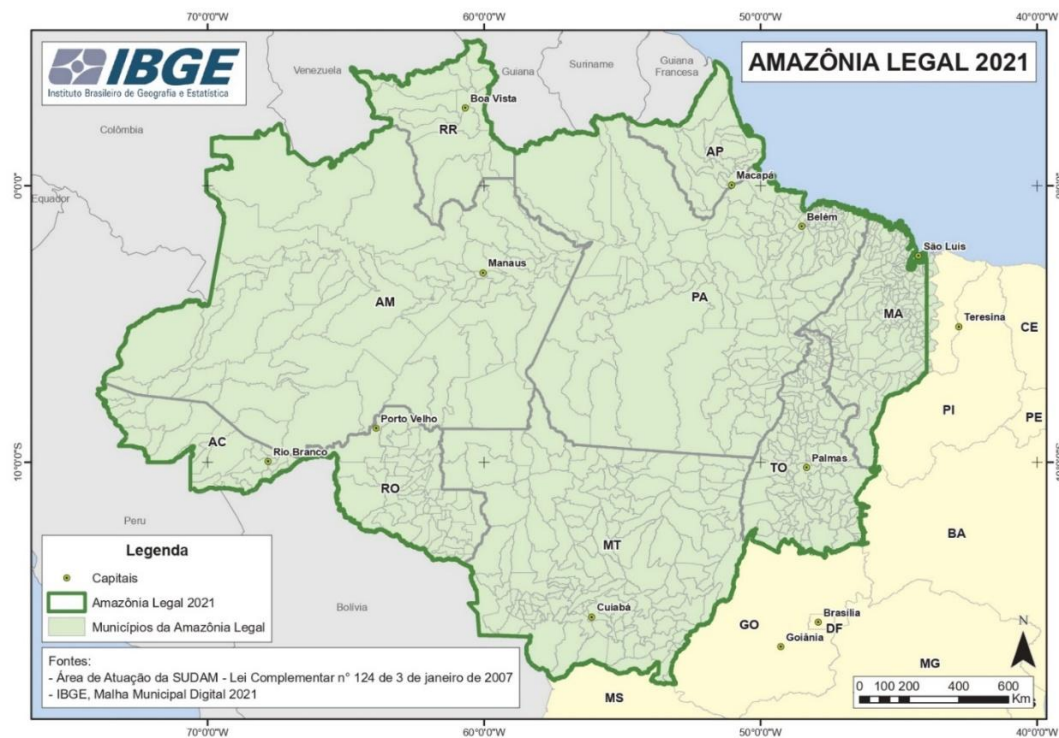 70°0'0"W 60°0'0"W 50°0'0"W 40°0'0"W
IBGE
Instituto Brasileiro de Geografia e Estatística
AMAZÔNIA LEGAL 2021
Venezuela
Guiana
Suriname
Guiana
Francesa
Colômbia
Boa Vista
RR
AP
Macapá
0°0'0"
0°0'0"
Equador
Belém
São Luis
Manaus
AM
PA
MA
Teresina
CE
PI
PE
Porto Velho
AC
Rio Branco
RO
TO
Palmas
10°0'0"S
Peru
MT
BA
Bolívia
Cuiabá
GO
Brasília
DF
Goiânia
MG
MS
Legenda
Capitais
Amazônia Legal 2021
Municípios da Amazônia Legal
Fontes:
- Área de Atuação da SUDAM - Lei Complementar n° 124 de 3 de janeiro de 2007
- IBGE, Malha Municipal Digital 2021
N
0 100 200 400 600
Km
S
70°0'0"W 60°0'0"W 50°0'0"W 40°0'0"W